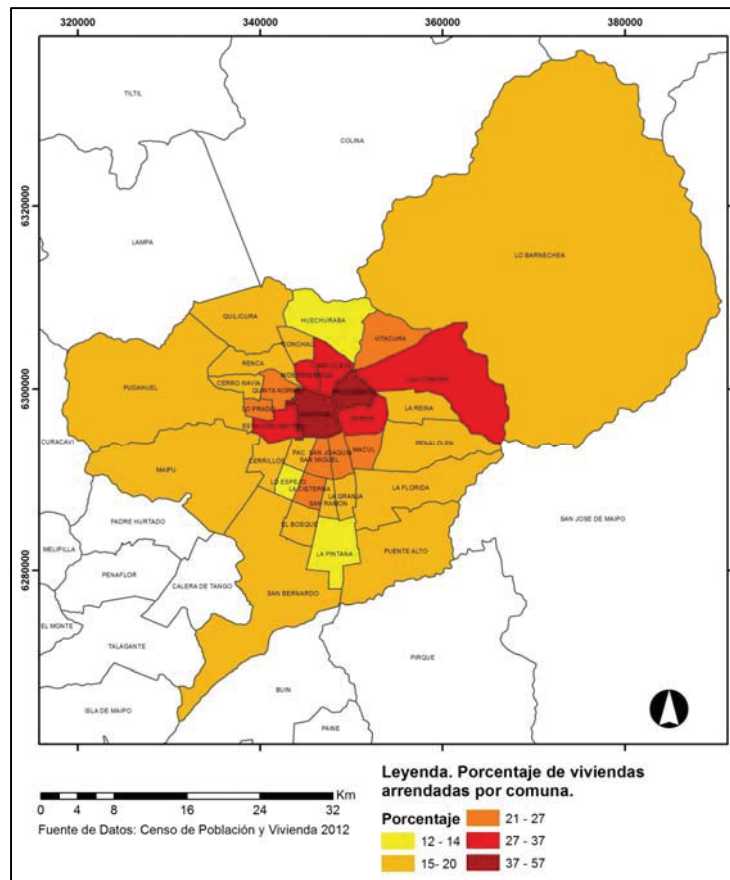 320000
340000
360000
380000
TILTIL
COLINA
6320000
LAMPA
LO BARNECHEA
QUILICURA
HUECHURABA
CONCHALI
VITACURA
RENCA
6300000
PUDAHUEL
CERRO NAVIA
QUINTA NORMAL
LO PRADO
LA REINA
CURACAVI
PEÑALOLEN
MACUL
PAC
SAN JOAQUIN
SAN MIGUEL
CERRILLOS
MAIPU
LO ESPEJO
LA CISTERNA
LA GRANJA
SAN RAMON
LA FLORIDA
EL BOSQUE
PADRE HURTADO
SAN JOSE DE MAIPO
MELIPILLA
LA PINTANA
PUENTE ALTO
PEÑAFLOR
CALERA DE TANGO
6280000
SAN BERNARDO
EL MONTE
TALAGANTE
PIRQUE
BUIN
ISLA DE MAIPO
PAINE
Km
0 4 8 16 24 32
Fuente de Datos: Censo de Población y Vivienda 2012
Leyenda. Porcentaje de viviendas
arrendadas por comuna.
Porcentaje
12 - 14
15- 20
21 - 27
27 - 37
37 - 57